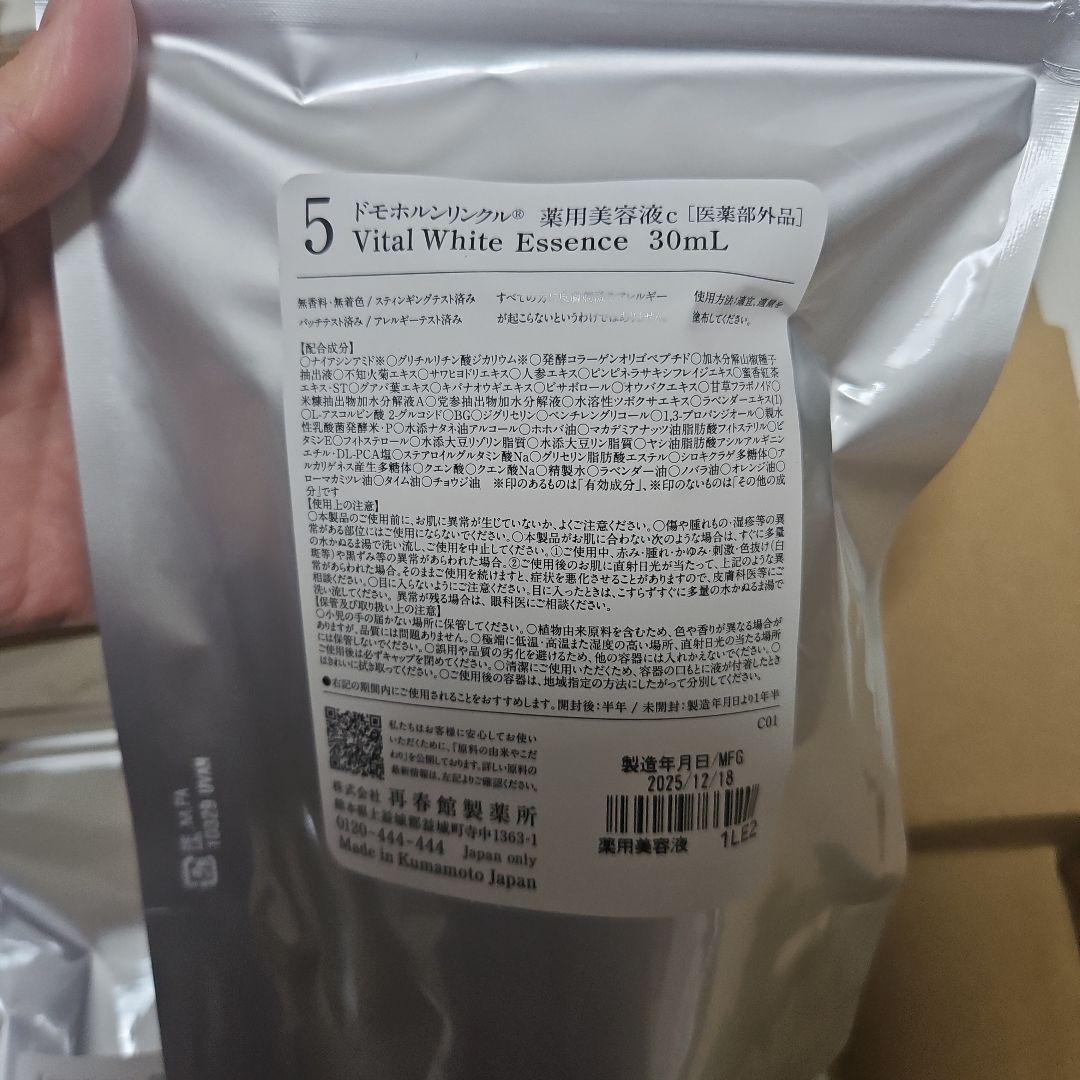 5 ドモホルンリンクル® 薬用美容液c [医薬部外品]
Vital White Essence 30mL
無香料・無着色 / スティンギングテスト済み
パッチテスト済み / アレルギーテスト済み
すべての方に皮膚刺激やアレルギー
が起こらないというわけではありません。
使用方法:適宜、適顔を
塗布してください。
【配合成分】
○ナイアシンアミド※○グリチルリチン酸ジカリウム※○発酵コラーゲンオリゴペプチド○加水分解山椒種子
抽出液○不知火菊エキス○サワヒヨドリエキス○人参エキス○ピンピネラサキシフレイジエキス○蜜香紅茶
エキス・ST○グアバ葉エキス○キバナオウギエキス○ビサボロール○オウバクエキス○甘草フラボノイド○
米糠抽出物加水分解液A○党参抽出物加水分解液○水溶性ツボクサエキス○ラベンダーエキス(1)
○L-アスコルビン酸 2-グルコシド○BG○ジグリセリン○ペンチレングリコール○1,3-プロパンジオール○親水
性乳酸菌発酵米・P○水添ナタネ油アルコール○ホホバ油○マカデミアナッツ油脂肪酸フィトステリル○ビ
タミンE○フィトステロール○水添大豆リゾリン脂質○水添大豆リン脂質○ヤシ油脂肪酸アシルアルギニン
エチル・DL-PCA塩○ステアロイルグルタミン酸Na○グリセリン脂肪酸エステル○シロキクラゲ多糖体○ア
ルカリゲネス産生多糖体○クエン酸○クエン酸Na○精製水○ラベンダー油○ノバラ油○オレンジ油○
ローマカミツレ油○タイム油○チョウジ油 ※印のあるものは「有効成分」、※印のないものは「その他の成
分」です
【使用上の注意】
○本製品のご使用前に、お肌に異常が生じていないか、よくご注意ください。○傷や腫れもの・湿疹等の異
常がある部位にはご使用にならないでください。○本製品がお肌に合わない次のような場合は、すぐに多量
の水かぬるま湯で洗い流し、ご使用を中止してください。①ご使用中、赤み・腫れ・かゆみ・刺激・色抜け(白
斑等)や黒ずみ等の異常があらわれた場合。②ご使用後のお肌に直射日光が当たって、上記のような異
常があらわれた場合。そのままご使用を続けますと、症状を悪化させることがありますので、皮膚科医等にご
相談ください。○目に入らないようにご注意ください。目に入ったときは、こすらずすぐに多量の水かぬるま湯で
洗い流してください。異常が残る場合は、眼科医にご相談ください。
【保管及び取り扱い上の注意】
○小児の手の届かない場所に保管してください。○植物由来原料を含むため、色や香りが異なる場合が
ありますが、品質には問題ありません。○極端に低温・高温また湿度の高い場所、直射日光の当たる場所
には保管しないでください。○誤用や品質の劣化を避けるため、他の容器には入れかえないでください。○
ご使用後は必ずキャップを閉めてください。○清潔にご使用いただくため、容器の口もとに液が付着したとき
はきれいに拭き取ってください。○ご使用後の容器は、地域指定の方法にしたがって分別してください。
●右記の期間内にご使用されることをおすすめします。開封後:半年 / 未開封:製造年月日より1年半
C01
私たちはお客様に安心してお使い
いただくために、「原料の由来やこだ
わり」を公開しております。詳しい原料の
最新情報は、左記よりご確認ください。
株式会社 再春館製薬所
熊本県上益城郡益城町寺中1363-1
0120-444-444 Japan only
Made in Kumamoto Japan
製造年月日/MFG
2025/12/18
薬用美容液 1LE2